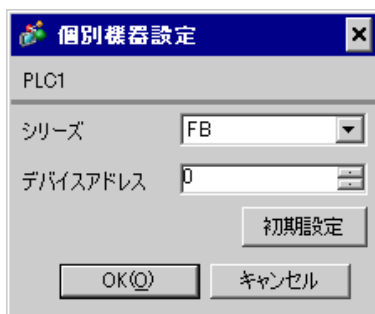 個別機器設定
PLC1
シリーズ FB
デバイスアドレス 0
初期設定
OK(O) キャンセル